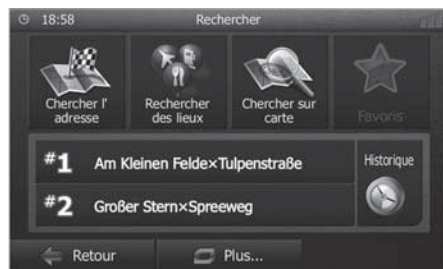 18:58 Rechercher
Chercher l' adresse
Rechercher des lieux
Chercher sur carte
Favoris
#1 Am Kleinen Felde×Tulpenstraße
Historique
#2 Großer Stern×Spreeweg
Retour Plus...